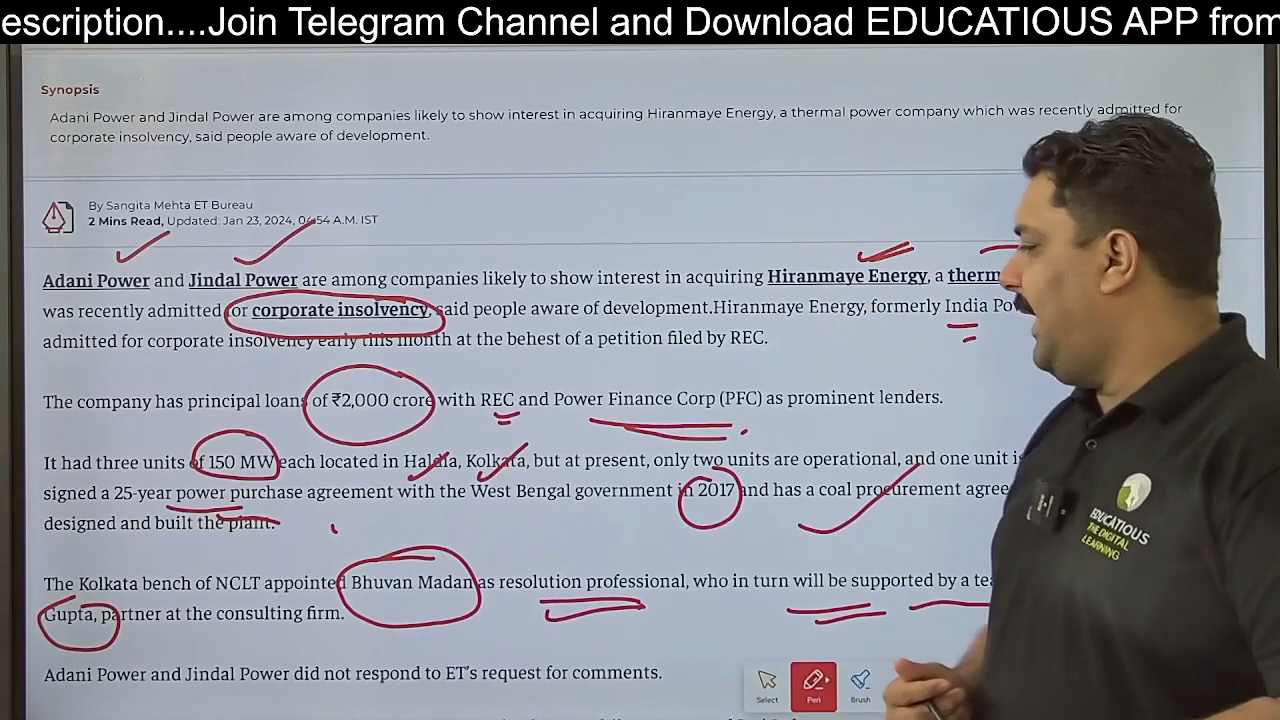 escription....Join Telegram Channel and Download EDUCATIOUS APP from
Synopsis
Adani Power and Jindal Power are among companies likely to show interest in acquiring Hiranmaye Energy, a thermal power company which was recently admitted for
corporate insolvency, said people aware of development.
By Sangita Mehta ET Bureau
2 Mins Read, Updated: Jan 23, 2024, 04:54 A.M. IST
Adani Power and Jindal Power are among companies likely to show interest in acquiring Hiranmaye Energy, a therm
was recently admitted for corporate insolvency, said people aware of development.Hiranmaye Energy, formerly India Po
admitted for corporate insolvency early this month at the behest of a petition filed by REC.
The company has principal loans of ₹2,000 crore with REC and Power Finance Corp (PFC) as prominent lenders.
It had three units of 150 MW each located in Haldia, Kolkata, but at present, only two units are operational, and one unit is
signed a 25-year power purchase agreement with the West Bengal government in 2017 and has a coal procurement agree
designed and built the plant.
The Kolkata bench of NCLT appointed Bhuvan Madan as resolution professional, who in turn will be supported by a tea
Gupta, partner at the consulting firm.
Adani Power and Jindal Power did not respond to ET's request for comments.
Select
Pen
Brush
EDUCATIOUS
THE DIGITAL
LEARNING